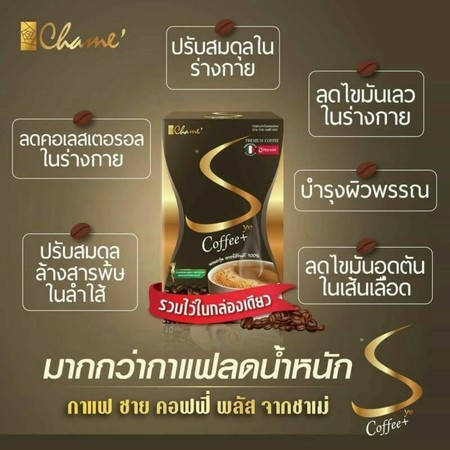 Chame'
ปรับสมดุลใน
ร่างกาย
ลดไขมันเลว
ในร่างกาย
ลดคอเลสเตอรอล
ในร่างกาย
บำรุงผิวพรรณ
ปรับสมดุล
ล้างสารพิษ
ในลำไส้
ลดไขมันอุดตัน
ในเส้นเลือด
Chame'
PREMIUM COFFEE
S
ye
Coffee+
รวมไว้ในกล่องเดียว
มากกว่ากาแฟลดน้ำหนัก
กาแฟ ซาย คอฟฟี่ พลัส จากชาเม่
S
ye
Coffee+